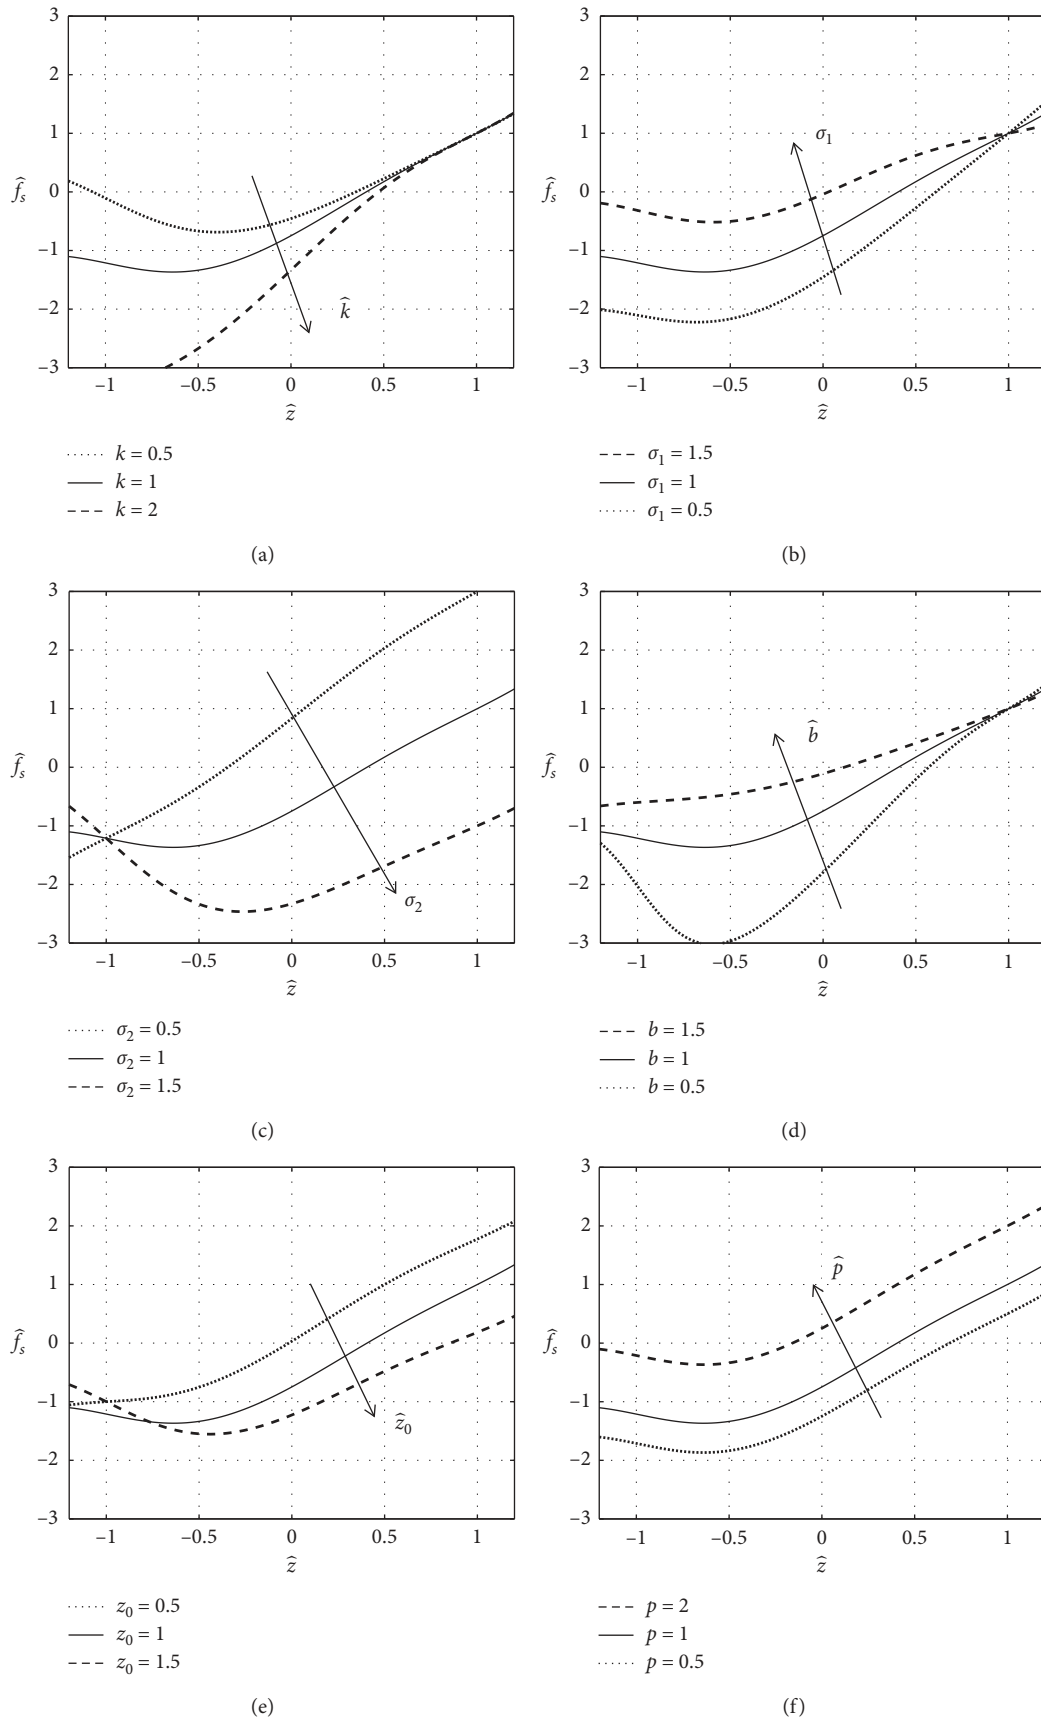 3
2
1
0
–1
–2
–3
f̂s
–1 –0.5 0 0.5 1
ẑ
k̂
k = 0.5
k = 1
k = 2
(a)
3
2
1
0
–1
–2
–3
f̂s
–1 –0.5 0 0.5 1
ẑ
σ1
σ1 = 1.5
σ1 = 1
σ1 = 0.5
(b)
3
2
1
0
–1
–2
–3
f̂s
–1 –0.5 0 0.5 1
ẑ
σ2
σ2 = 0.5
σ2 = 1
σ2 = 1.5
(c)
3
2
1
0
–1
–2
–3
f̂s
–1 –0.5 0 0.5 1
ẑ
b̂
b = 1.5
b = 1
b = 0.5
(d)
3
2
1
0
–1
–2
–3
f̂s
–1 –0.5 0 0.5 1
ẑ
ẑ0
z0 = 0.5
z0 = 1
z0 = 1.5
(e)
3
2
1
0
–1
–2
–3
f̂s
–1 –0.5 0 0.5 1
ẑ
p̂
p = 2
p = 1
p = 0.5
(f)